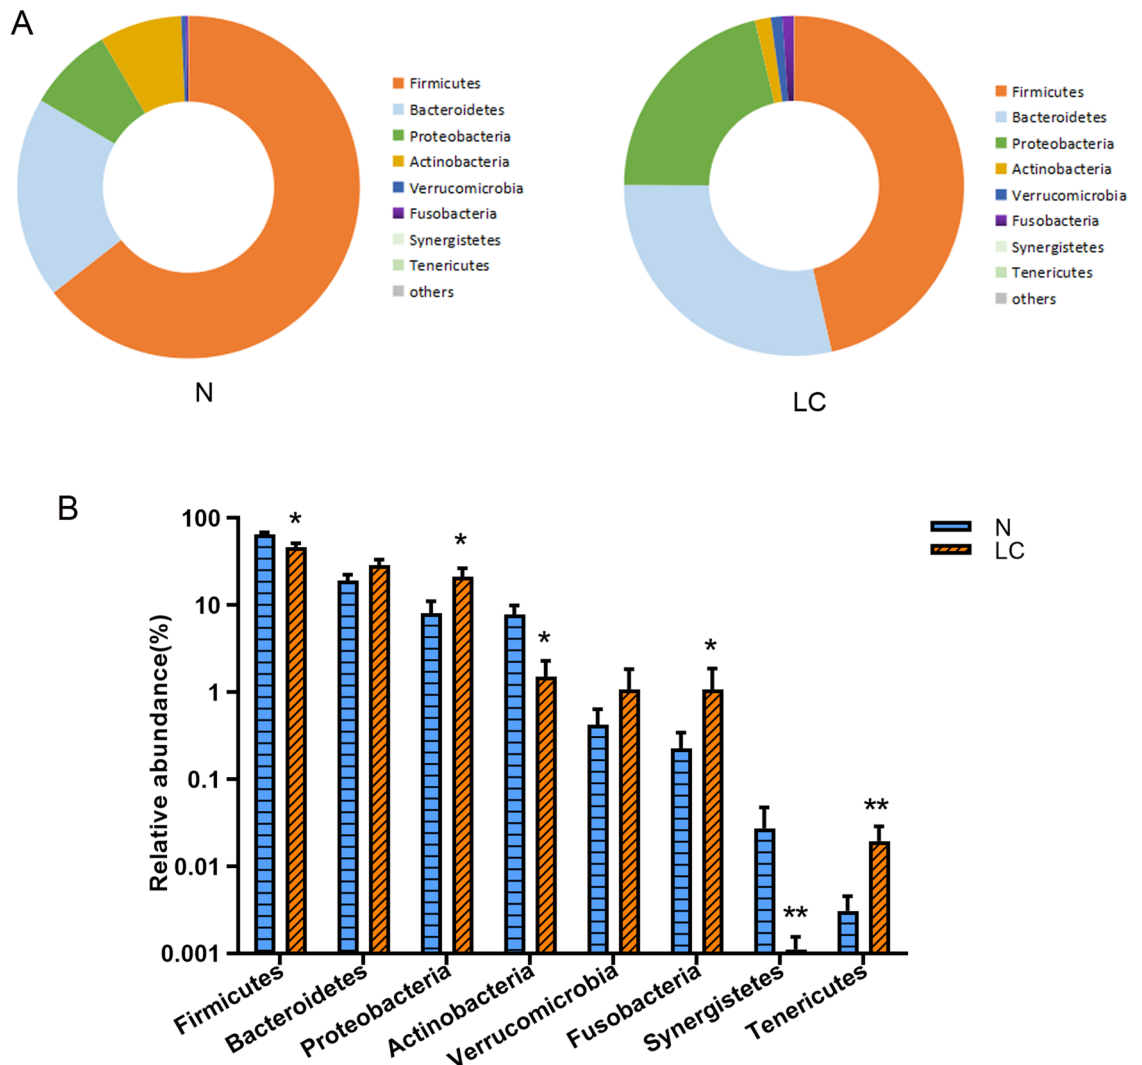 A
Firmicutes
Bacteroidetes
Proteobacteria
Actinobacteria
Verrucomicrobia
Fusobacteria
Synergistetes
Tenericutes
others
N
Firmicutes
Bacteroidetes
Proteobacteria
Actinobacteria
Verrucomicrobia
Fusobacteria
Synergistetes
Tenericutes
others
LC
B
Relative abundance(%)
100
10
1
0.1
0.01
0.001
*
*
*
*
**
**
N
LC
Firmicutes
Bacteroidetes
Proteobacteria
Actinobacteria
Verrucomicrobia
Fusobacteria
Synergistetes
Tenericutes